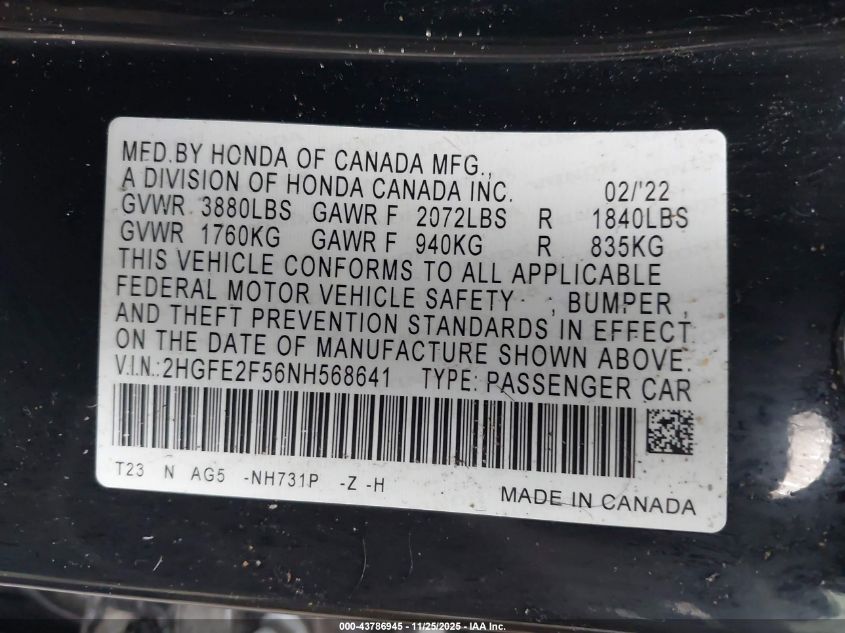 MFD.BY HONDA OF CANADA MFG.,
A DIVISION OF HONDA CANADA INC. 02/'22
GVWR 3880LBS GAWR F 2072LBS R 1840LBS
GVWR 1760KG GAWR F 940KG R 835KG
THIS VEHICLE CONFORMS TO ALL APPLICABLE
FEDERAL MOTOR VEHICLE SAFETY , BUMPER ,
AND THEFT PREVENTION STANDARDS IN EFFECT
ON THE DATE OF MANUFACTURE SHOWN ABOVE.
V.I.N.:2HGFE2F56NH568641 TYPE: PASSENGER CAR
T23 N AG5 -NH731P -Z -H
MADE IN CANADA
000-43786945 - 11/25/2025 - IAA Inc.